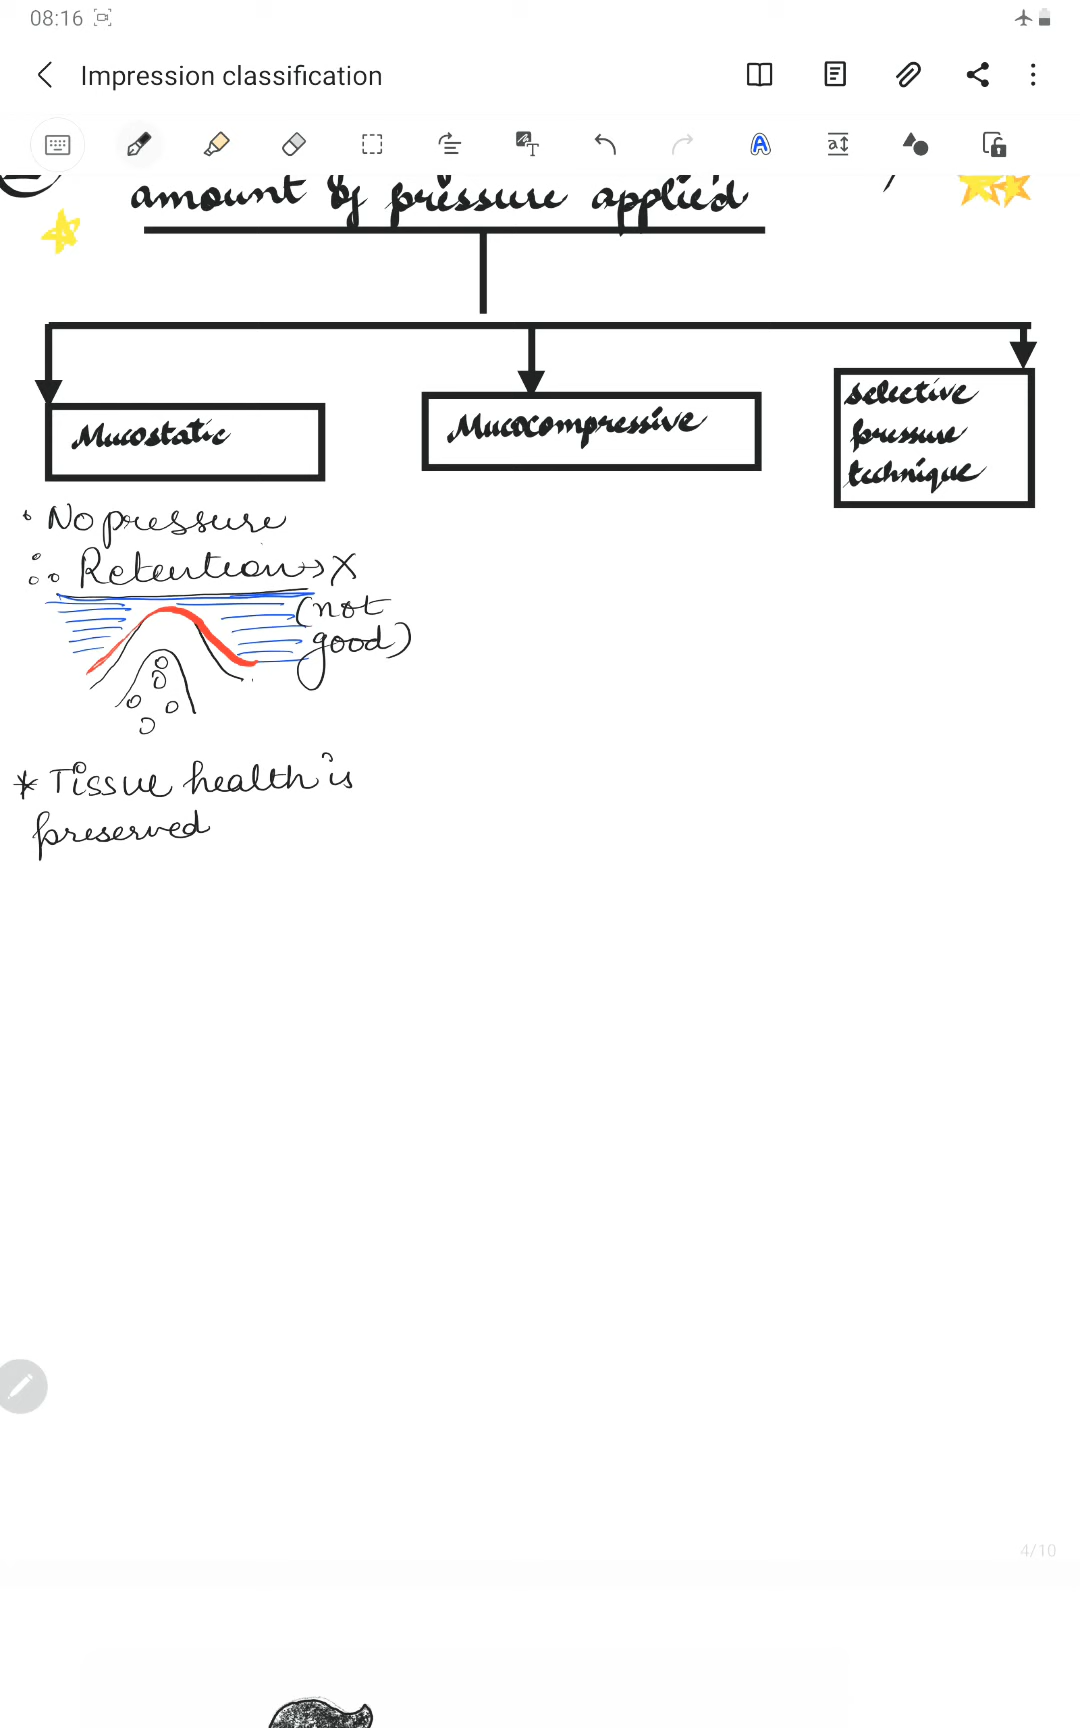 08:16
Impression classification
amount of pressure applied
Mucostatic
Mucocompressive
selective
pressure
technique
• No pressure
∴ Retention → X
(not
good)
* Tissue health is
preserved
4/10